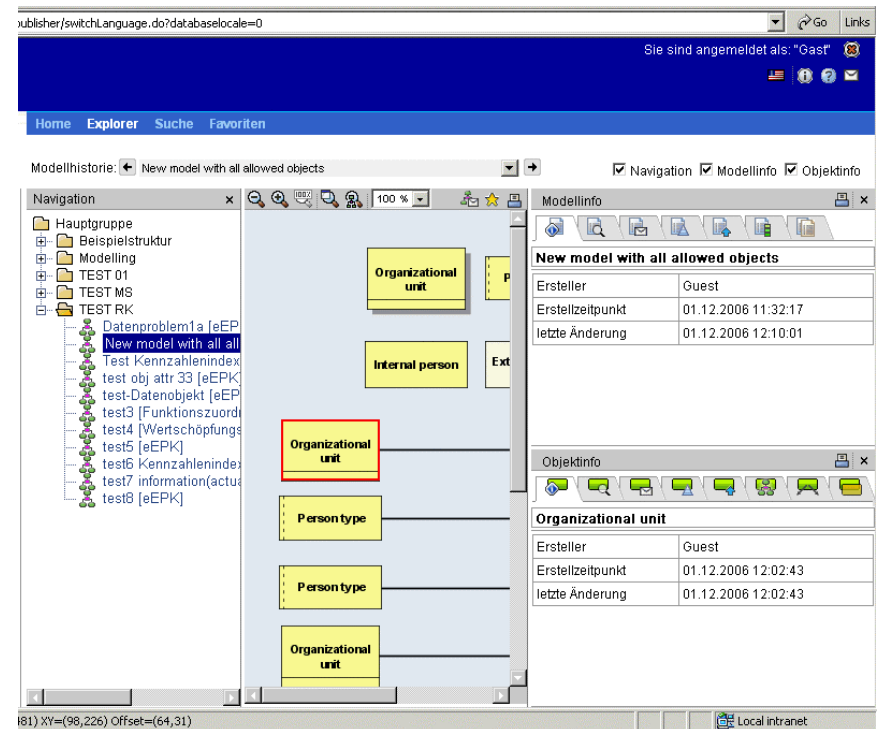 ublisher/switchLanguage.do?databaselocale=0
Go Links
Sie sind angemeldet als: "Gast"
Home Explorer Suche Favoriten
Modellhistorie: New model with all allowed objects
Navigation Modellinfo Objektinfo
Navigation
Hauptgruppe
Beispielstruktur
Modelling
TEST 01
TEST MS
TEST RK
Datenproblem1a [eEP
New model with all all
Test Kennzahlenindex
test obj attr 33 [eEPK]
test-Datenobjekt [eEP
test3 [Funktionszuord
test4 [Wertschöpfungs
test5 [eEPK]
test6 Kennzahleninde
test7 information(actua
test8 [eEPK]
100%
100 %
Organizational
unit
P
Internal person
Ext
Organizational
unit
Person type
Person type
Organizational
unit
Modellinfo
New model with all allowed objects
Ersteller Guest
Erstellzeitpunkt 01.12.2006 11:32:17
letzte Änderung 01.12.2006 12:10:01
Objektinfo
Organizational unit
Ersteller Guest
Erstellzeitpunkt 01.12.2006 12:02:43
letzte Änderung 01.12.2006 12:02:43
81) XY=(98,226) Offset=(64,31)
Local intranet